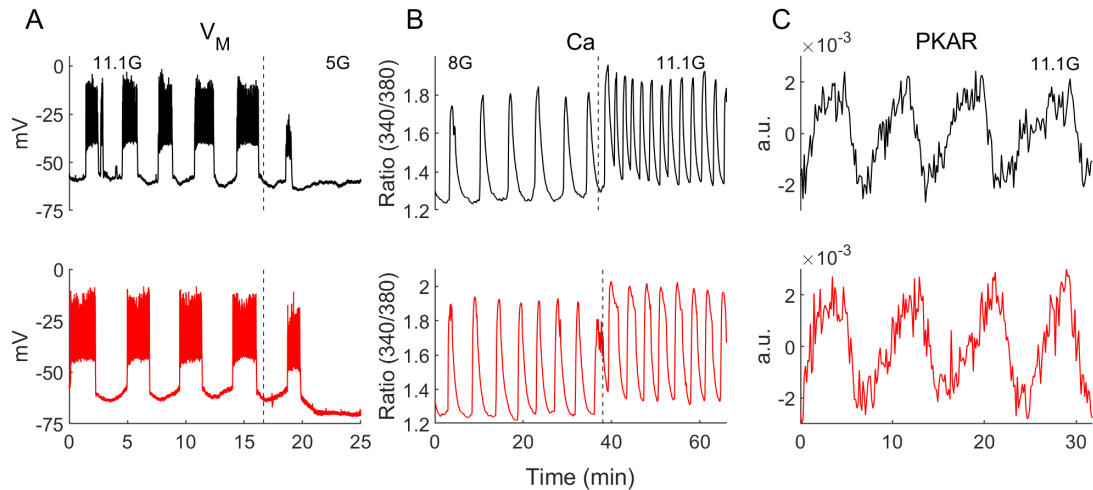 A
V_M
11.1G
5G
mV
0
-25
-50
-75
mV
0
-25
-50
-75
0
5
10
15
20
25
B
Ca
8G
11.1G
Ratio (340/380)
2
1.8
1.6
1.4
1.2
Ratio (340/380)
2
1.8
1.6
1.4
1.2
0
20
40
60
Time (min)
C
PKAR
×10⁻³
11.1G
a.u.
2
0
-2
×10⁻³
a.u.
2
0
-2
0
10
20
30